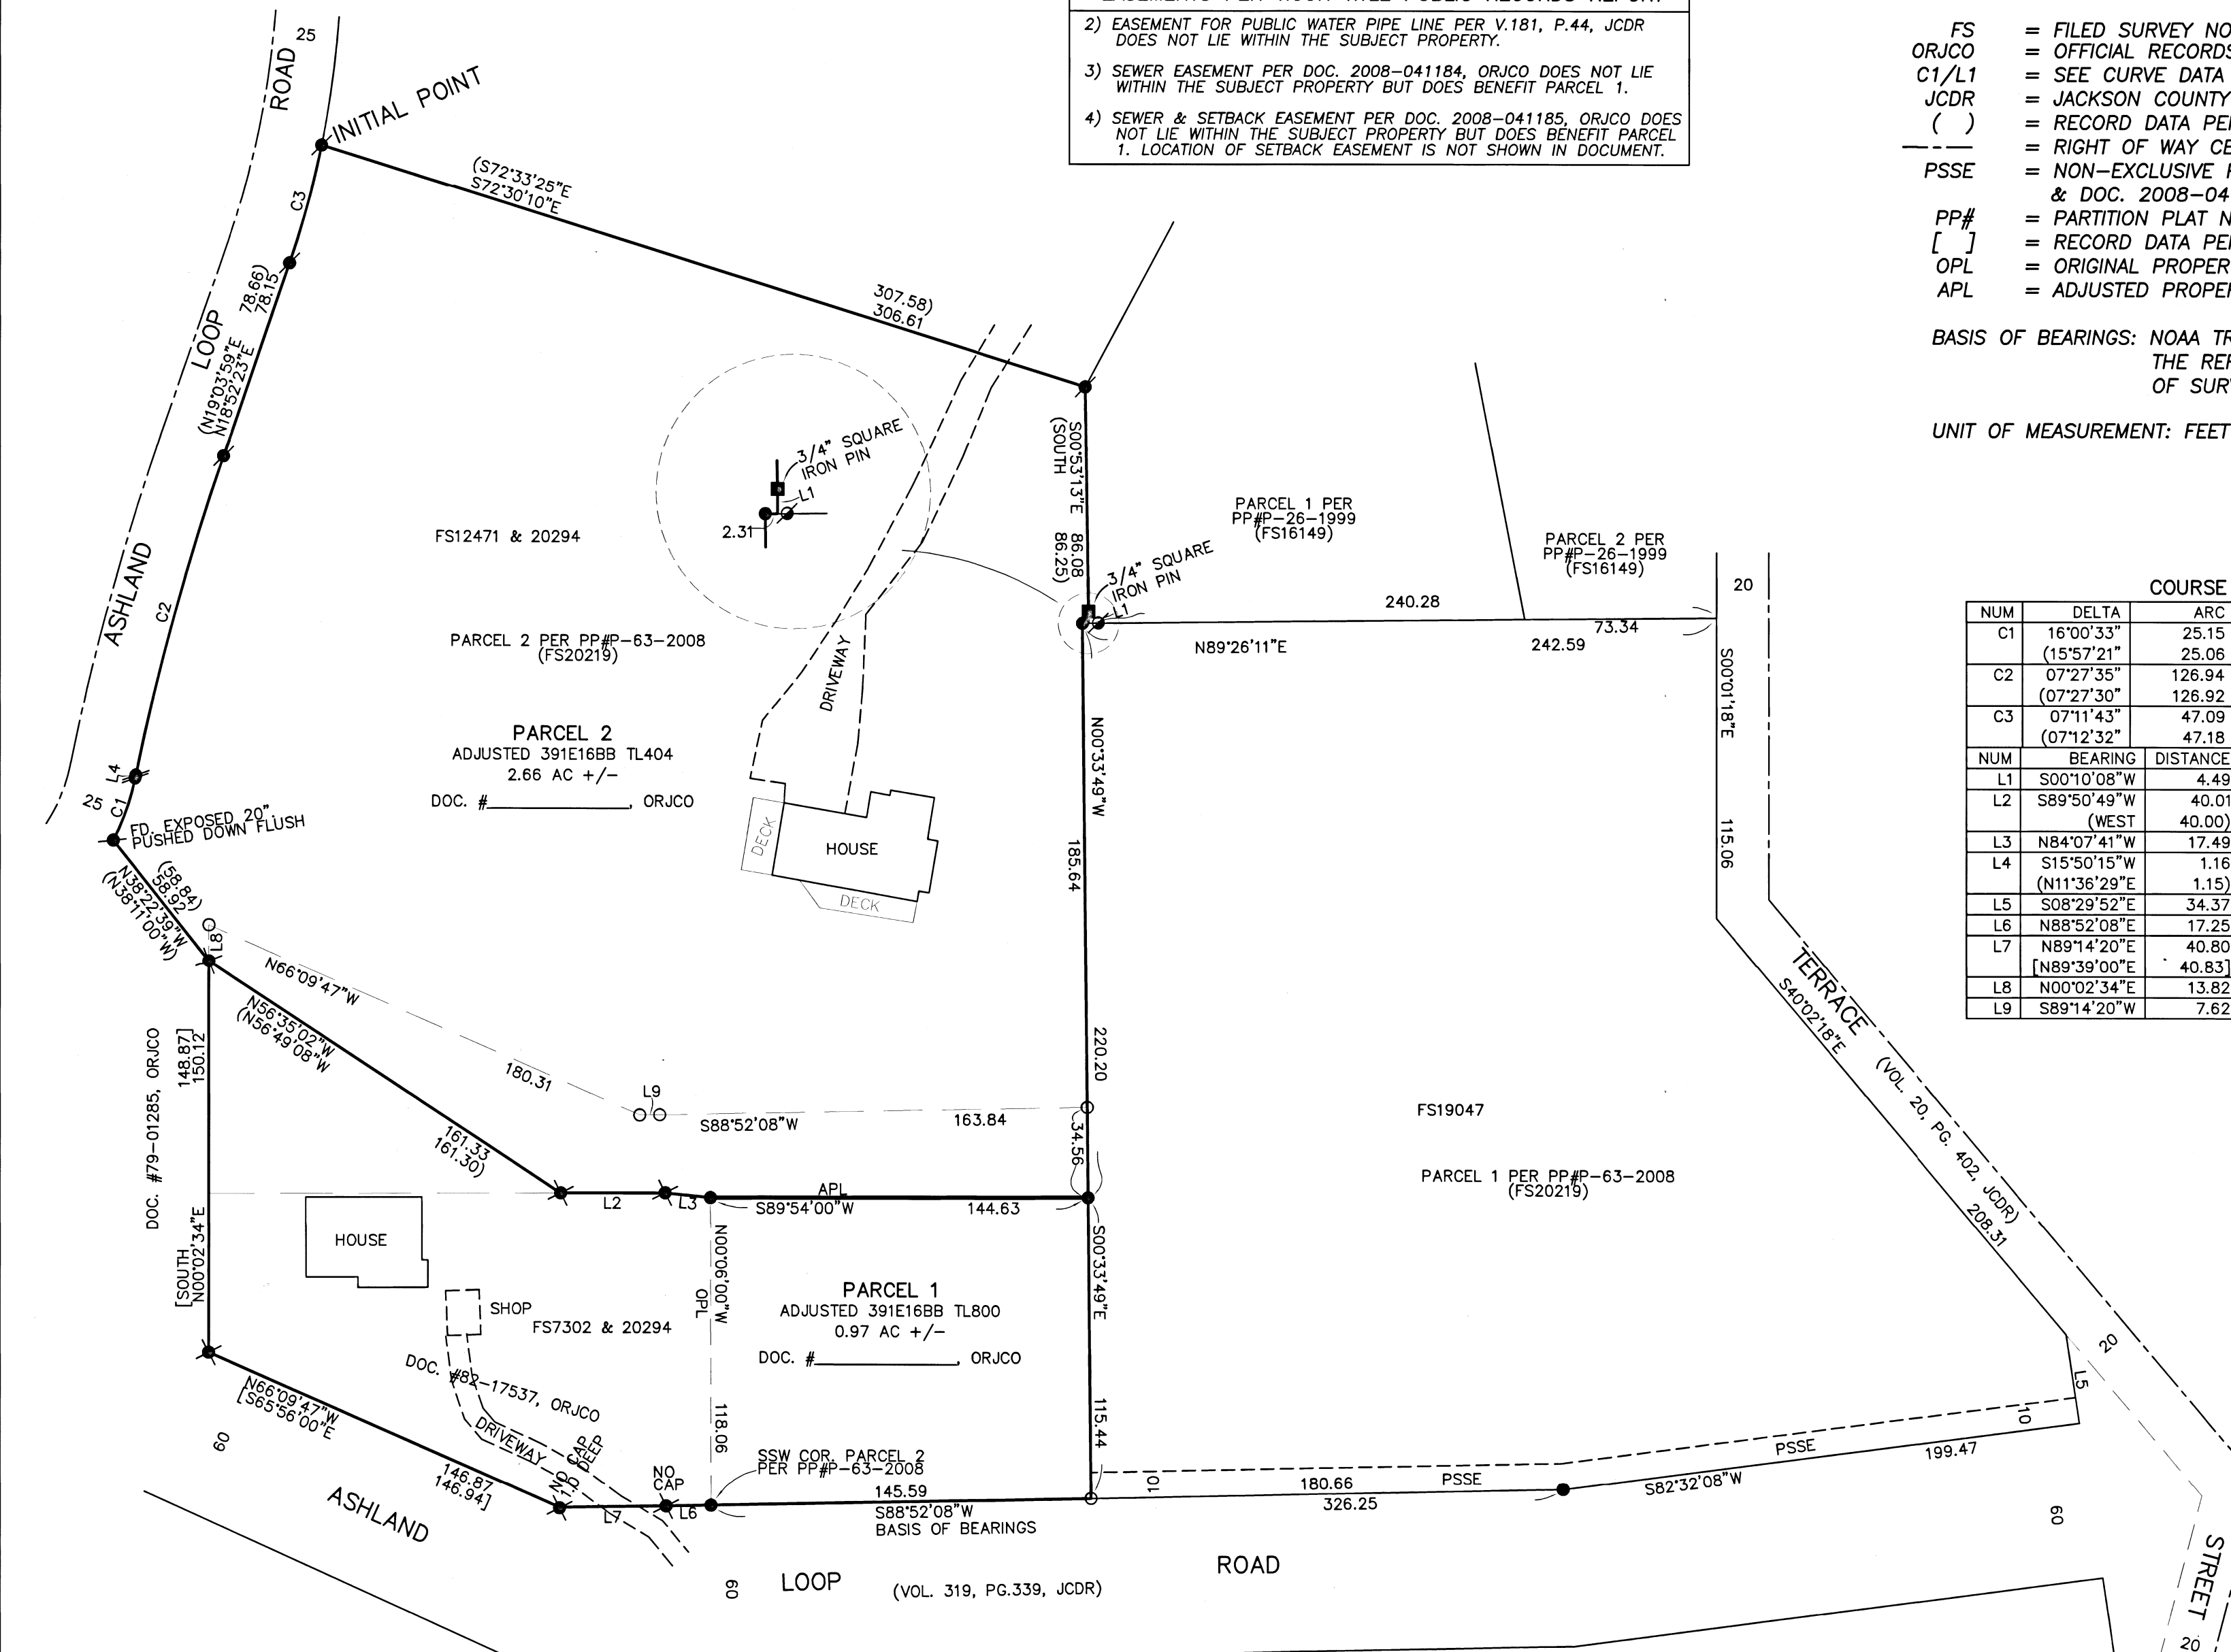 2) EASEMENT FOR PUBLIC WATER PIPE LINE PER V.181, P.44, JCDR
DOES NOT LIE WITHIN THE SUBJECT PROPERTY.
3) SEWER EASEMENT PER DOC. 2008-041184, ORJCO DOES NOT LIE
WITHIN THE SUBJECT PROPERTY BUT DOES BENEFIT PARCEL 1.
4) SEWER & SETBACK EASEMENT PER DOC. 2008-041185, ORJCO DOES
NOT LIE WITHIN THE SUBJECT PROPERTY BUT DOES BENEFIT PARCEL
1. LOCATION OF SETBACK EASEMENT IS NOT SHOWN IN DOCUMENT.
FS = FILED SURVEY NO
ORJCO = OFFICIAL RECORDS
C1/L1 = SEE CURVE DATA
JCDR = JACKSON COUNTY
( ) = RECORD DATA PE
= RIGHT OF WAY CE
PSSE = NON-EXCLUSIVE
& DOC. 2008-04
PP# = PARTITION PLAT N
[ ] = RECORD DATA PE
OPL = ORIGINAL PROPER
APL = ADJUSTED PROPE
BASIS OF BEARINGS: NOAA TR
THE REF
OF SUR
UNIT OF MEASUREMENT: FEET
COURSE
NUM DELTA ARC
C1 16°00'33" 25.15
(15°57'21" 25.06
C2 07°27'35" 126.94
(07°27'30" 126.92
C3 07°11'43" 47.09
(07°12'32" 47.18
NUM BEARING DISTANCE
L1 S00°10'08"W 4.49
L2 S89°50'49"W 40.01
(WEST 40.00)
L3 N84°07'41"W 17.49
L4 S15°50'15"W 1.16
(N11°36'29"E 1.15)
L5 S08°29'52"E 34.37
L6 N88°52'08"E 17.25
L7 N89°14'20"E 40.80
[N89°39'00"E 40.83]
L8 N00°02'34"E 13.82
L9 S89°14'20"W 7.62
25
ROAD
INITIAL POINT
C3
(S72°33'25"E
S72°30'10"E
307.58)
306.61
78.66)
78.15
(N19°03'59"E
N18°52'23"E
LOOP
ASHLAND
C2
L4
25
C1
FD. EXPOSED 20".
PUSHED DOWN FLUSH
3/4" SQUARE
IRON PIN
L1
2.31
FS12471 & 20294
S00°53'13"E 86.08
(SOUTH 86.25)
3/4" SQUARE
IRON PIN
L1
PARCEL 1 PER
PP#P-26-1999
(FS16149)
PARCEL 2 PER
PP#P-26-1999
(FS16149)
20
240.28
73.34
N89°26'11"E
242.59
PARCEL 2 PER PP#P-63-2008
(FS20219)
DRIVEWAY
PARCEL 2
ADJUSTED 391E16BB TL404
2.66 AC +/-
DOC. #______________, ORJCO
DECK
HOUSE
DECK
N00°33'49"W
185.64
220.20
34.56
S00°01'18"E
115.06
TERRACE
S40°02'18"E
(VOL. 20, PG. 402, JCDR)
208.31
(58.84)
58.92
N38°22'39"W
(N38°11'00"W)
L8
N66°09'47"W
180.31
N56°35'02"W
(N56°49'08"W
161.33
161.30)
L9
S88°52'08"W
163.84
FS19047
PARCEL 1 PER PP#P-63-2008
(FS20219)
DOC. #79-01285, ORJCO
148.87]
150.12
[SOUTH
N00°02'34"E
L2
L3
APL
S89°54'00"W
144.63
HOUSE
SHOP
FS7302 & 20294
DOC. #82-17537, ORJCO
N00°06'00"W
OPL
118.06
PARCEL 1
ADJUSTED 391E16BB TL800
0.97 AC +/-
DOC. #______________, ORJCO
S00°33'49"E
115.44
N66°09'47"W
[S65°56'00"E
60
146.87
146.94]
DRIVEWAY
NO CAP
1.0 DEEP
NO
CAP
L7
L6
SSW COR. PARCEL 2
PER PP#P-63-2008
145.59
S88°52'08"W
BASIS OF BEARINGS
10
180.66
PSSE
326.25
PSSE
S82°32'08"W
199.47
10
L5
20
60
ASHLAND
60
LOOP
(VOL. 319, PG.339, JCDR)
ROAD
STREET
20